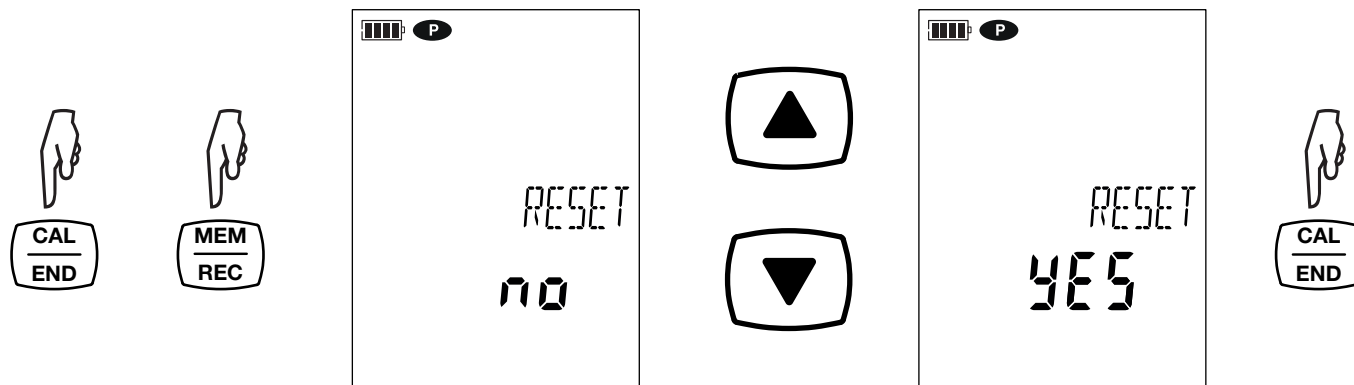 CAL
END
MEM
REC
P
RESET
no
P
RESET
YES
CAL
END